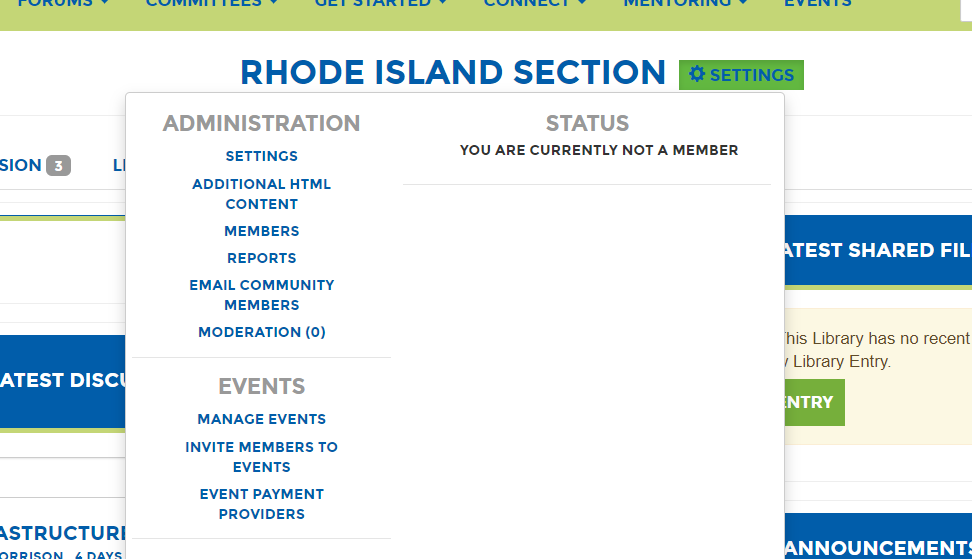 FORUMS COMMITTEES GET STARTED CONNECT MENTORING EVENTS
RHODE ISLAND SECTION SETTINGS
ADMINISTRATION
SETTINGS
ADDITIONAL HTML
CONTENT
MEMBERS
REPORTS
EMAIL COMMUNITY
MEMBERS
MODERATION (0)
EVENTS
MANAGE EVENTS
INVITE MEMBERS TO
EVENTS
EVENT PAYMENT
PROVIDERS
STATUS
YOU ARE CURRENTLY NOT A MEMBER
SION 3 LI
ATEST DISCU
ASTRUCTURE
ORRISON, 4 DAYS
ATEST SHARED FIL
his Library has no recent
y Library Entry.
ENTRY
ANNOUNCEMENTS